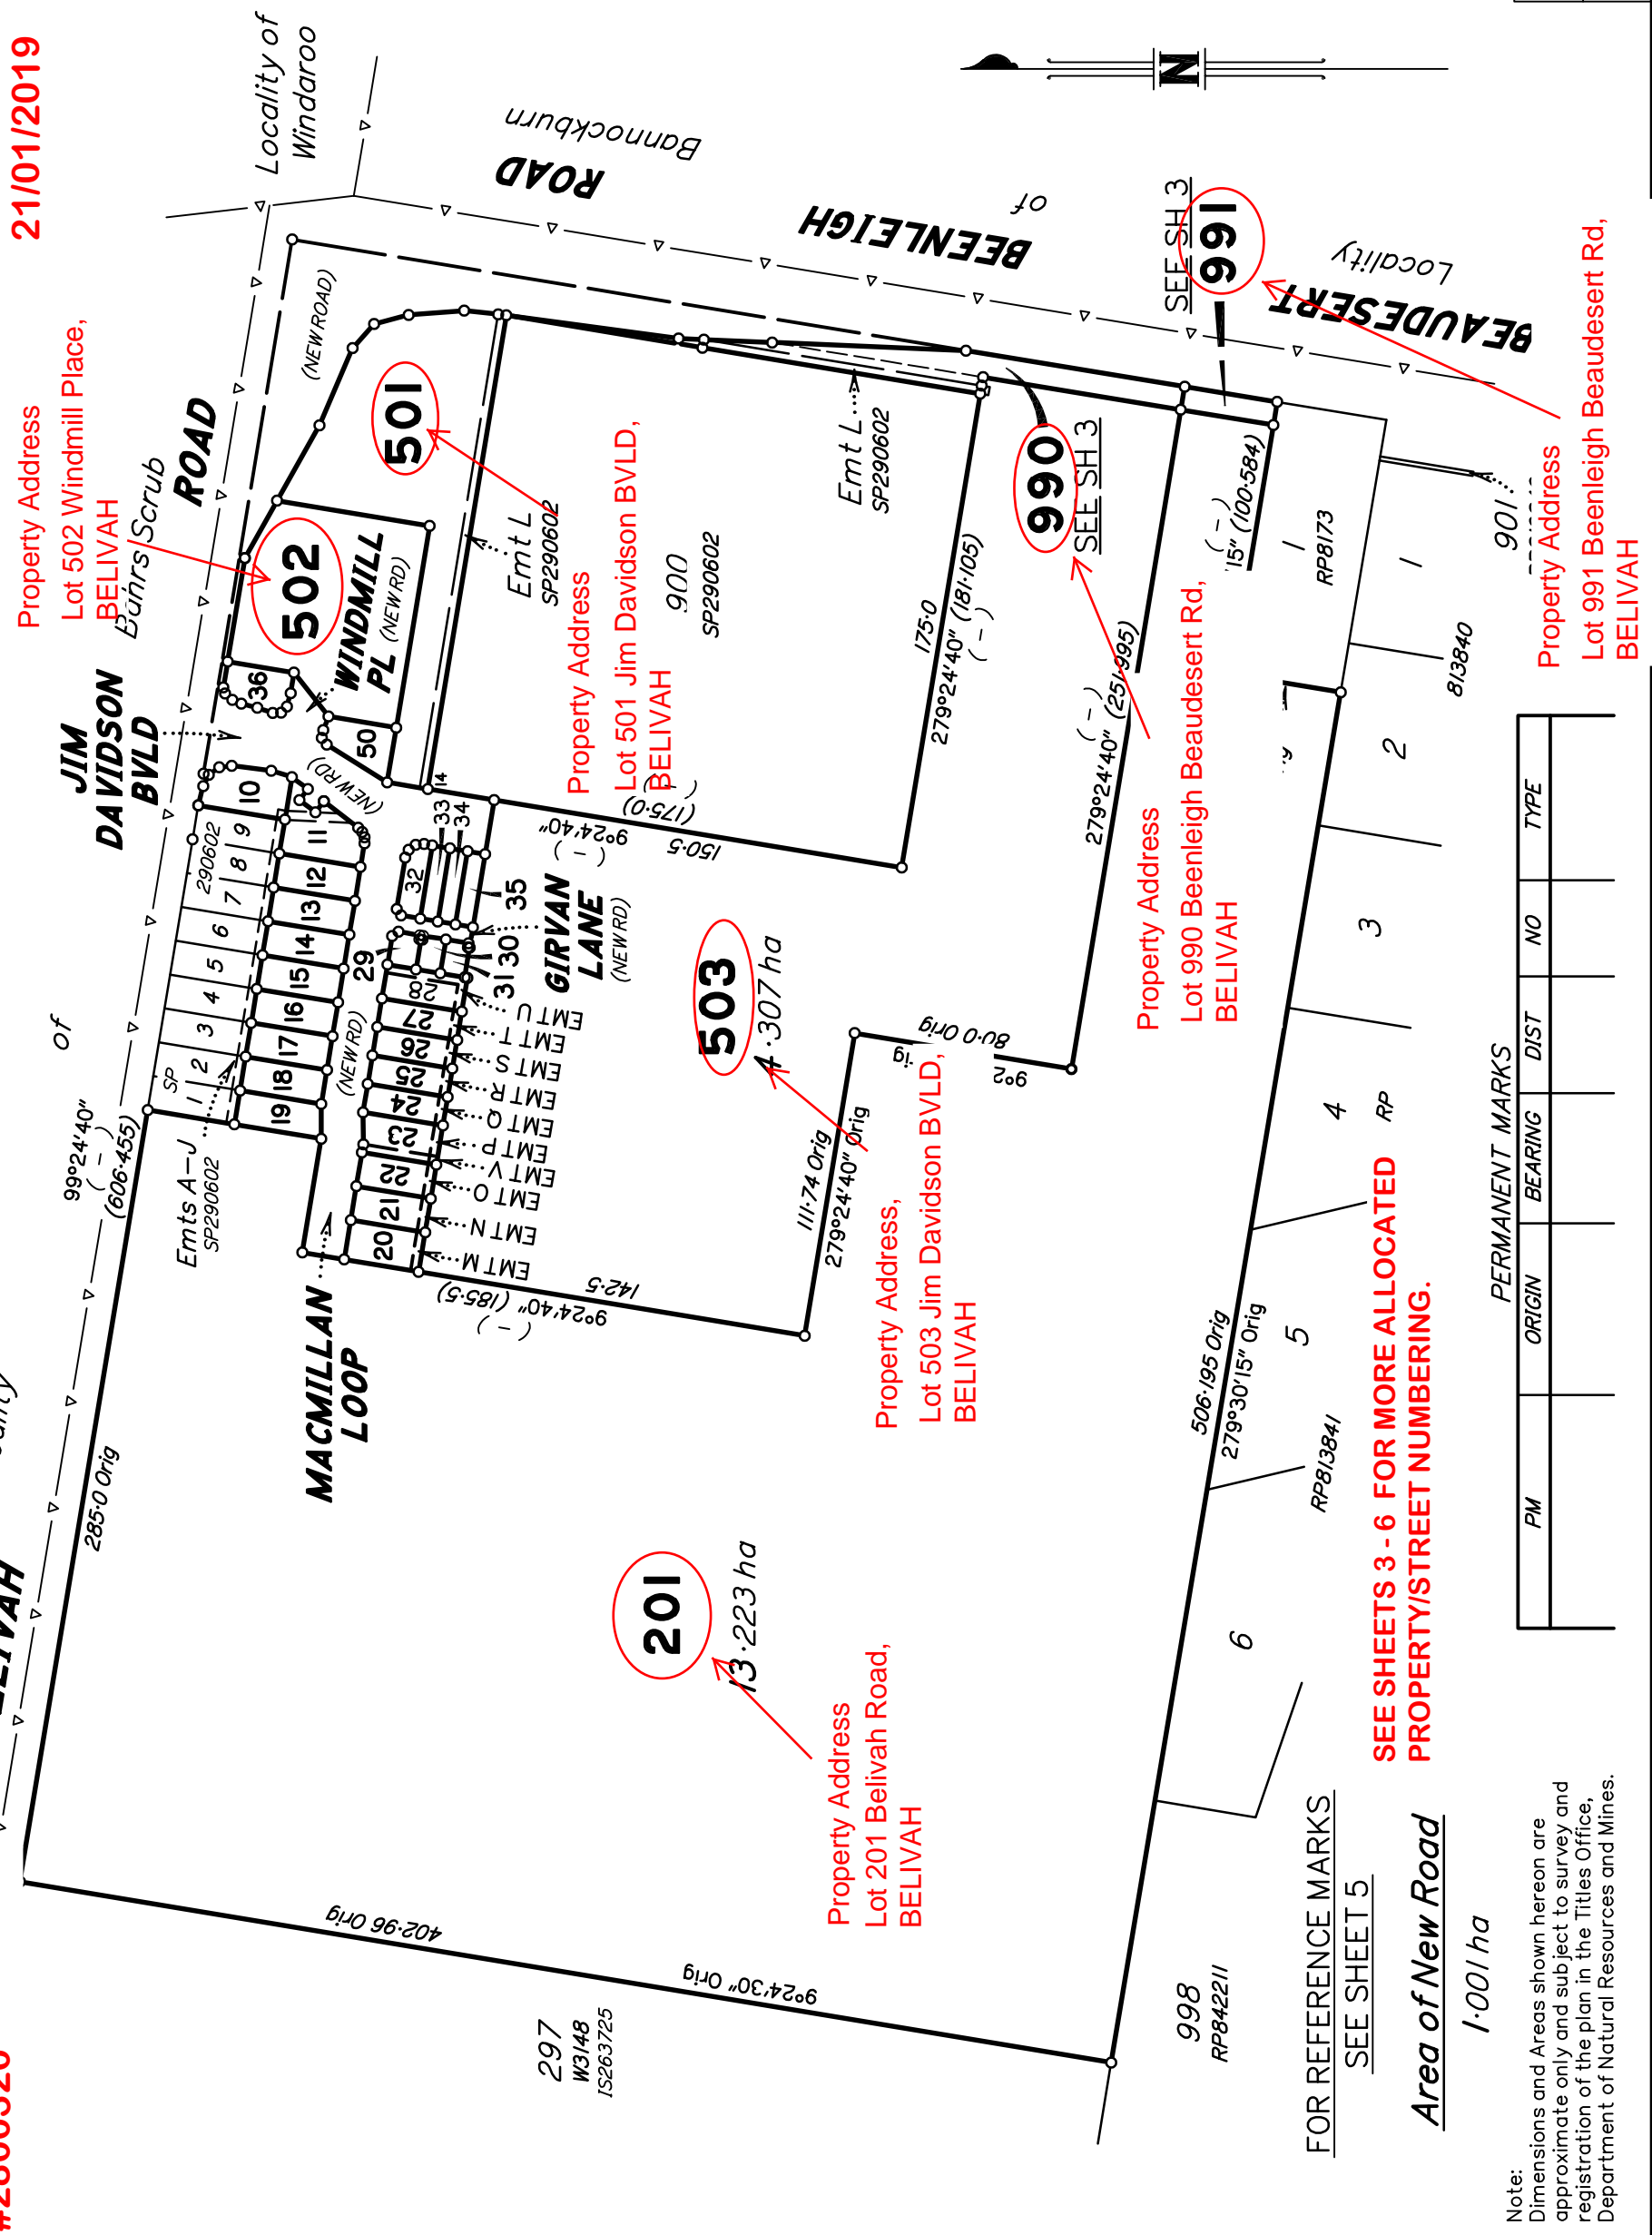 21/01/2019
Property Address
Lot 502 Windmill Place,
BELIVAH
Locality of
Windaroo
Bahrs Scrub
ROAD
of
JIM
DAVIDSON
BVLD
99°24'40"
( – )
(606·455)
285·0 Orig
Emts A–J
SP290602
SP
290602
1
2
3
4
5
6
7
8
9
10
11
12
13
14
15
16
17
18
19
(NEW RD)
(NEW RD)
36
502
WINDMILL
PL (NEW RD)
50
14
501
(NEW ROAD)
Property Address
Lot 501 Jim Davidson BVLD,
BELIVAH
Emt L
SP290602
900
SP290602
Emt L
SP290602
ROAD
BEENLEIGH
BEAUDESERT
Bannockburn
of
Locality
N
SEE SH 3
991
990
SEE SH 3
Property Address
Lot 991 Beenleigh Beaudesert Rd,
BELIVAH
Property Address
Lot 990 Beenleigh Beaudesert Rd,
BELIVAH
175·0
279°24'40" (181·105)
( – )
( – )
279°24'40" (251·995)
( – )
15" (100·584)
(175·0)
9°24'40"
( – )
150·5
32
33
34
35
29
30
31
28
27
26
25
24
23
22
21
20
GIRVAN
LANE
(NEW RD)
EMT U
EMT T
EMT S
EMT R
EMT Q
EMT P
EMT V
EMT O
EMT N
EMT M
MACMILLAN
LOOP
( – )
9°24'40" (185·5)
142·5
503
4·307 ha
Property Address,
Lot 503 Jim Davidson BVLD,
BELIVAH
80·0 Orig
111·74 Orig
279°24'40" Orig
201
13·223 ha
Property Address
Lot 201 Belivah Road,
BELIVAH
402·96 Orig
9°24'30" Orig
297
W3148
IS263725
998
RP842211
506·195 Orig
279°30'15" Orig
1
RP8173
901
1
813840
2
3
4
RP
5
RP813841
6
SEE SHEETS 3 - 6 FOR MORE ALLOCATED
PROPERTY/STREET NUMBERING.
FOR REFERENCE MARKS
SEE SHEET 5
Area of New Road
1·001 ha
PERMANENT MARKS
PM ORIGIN BEARING DIST NO TYPE
Note:
Dimensions and Areas shown hereon are
approximate only and subject to survey and
registration of the plan in the Titles Office,
Department of Natural Resources and Mines.